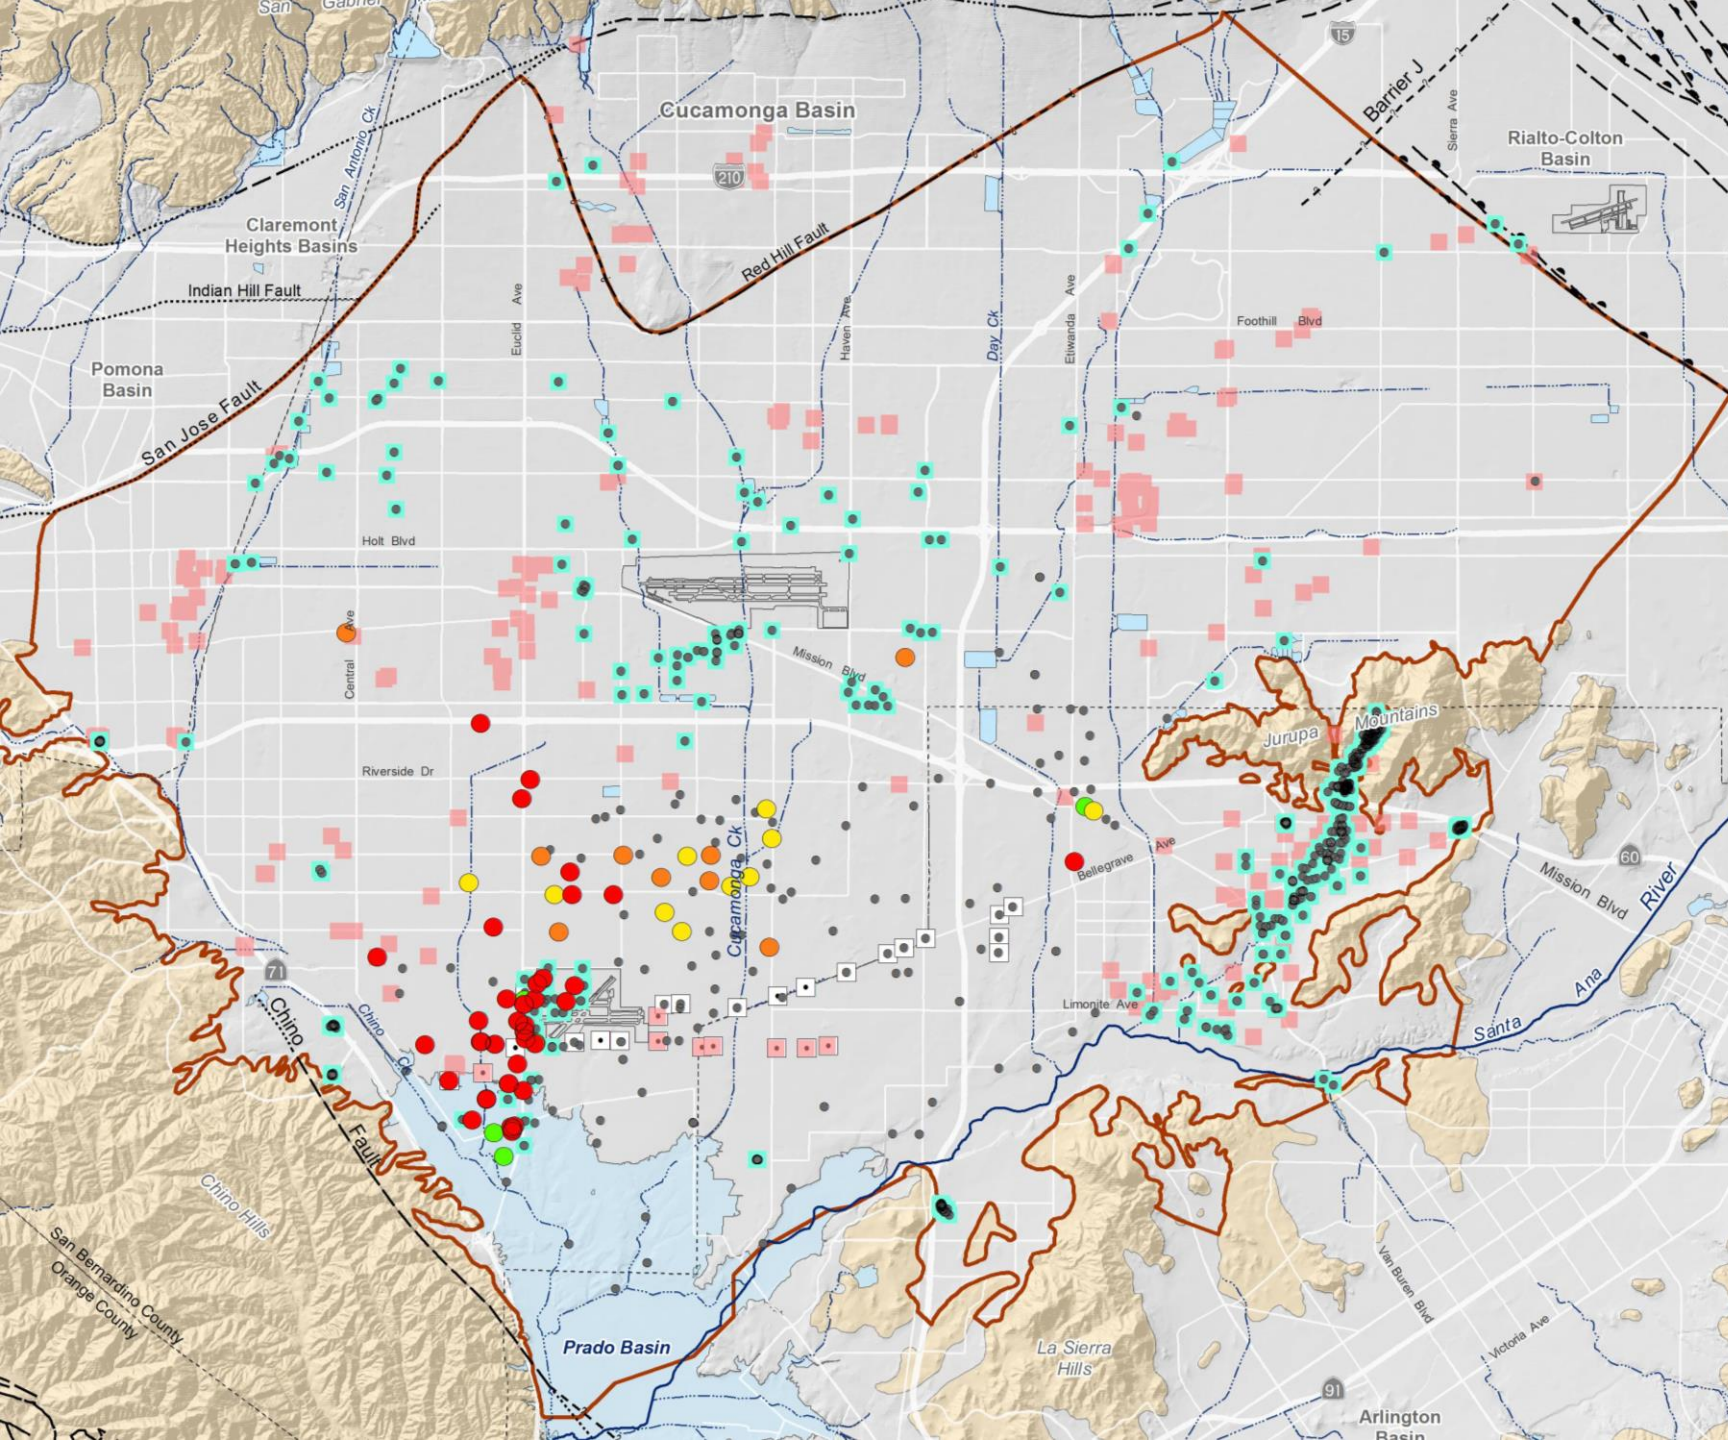 San Gabriel
15
Cucamonga Basin
Barrier J
Sierra Ave
Rialto-Colton
Basin
San Antonio Ck
210
Claremont
Heights Basins
Red Hill Fault
Indian Hill Fault
Euclid Ave
Haven Ave
Day Ck
Etiwanda Ave
Foothill Blvd
Pomona
Basin
San Jose Fault
Holt Blvd
Central Ave
Mission Blvd
Jurupa Mountains
Riverside Dr
Cucamonga Ck
Bellegrave Ave
60
Mission Blvd
River
71
Chino
Chino Ck
Limonite Ave
Ana
Santa
Fault
Chino Hills
San Bernardino County
Orange County
Van Buren Blvd
Prado Basin
La Sierra
Hills
Victoria Ave
91
Arlington
Basin